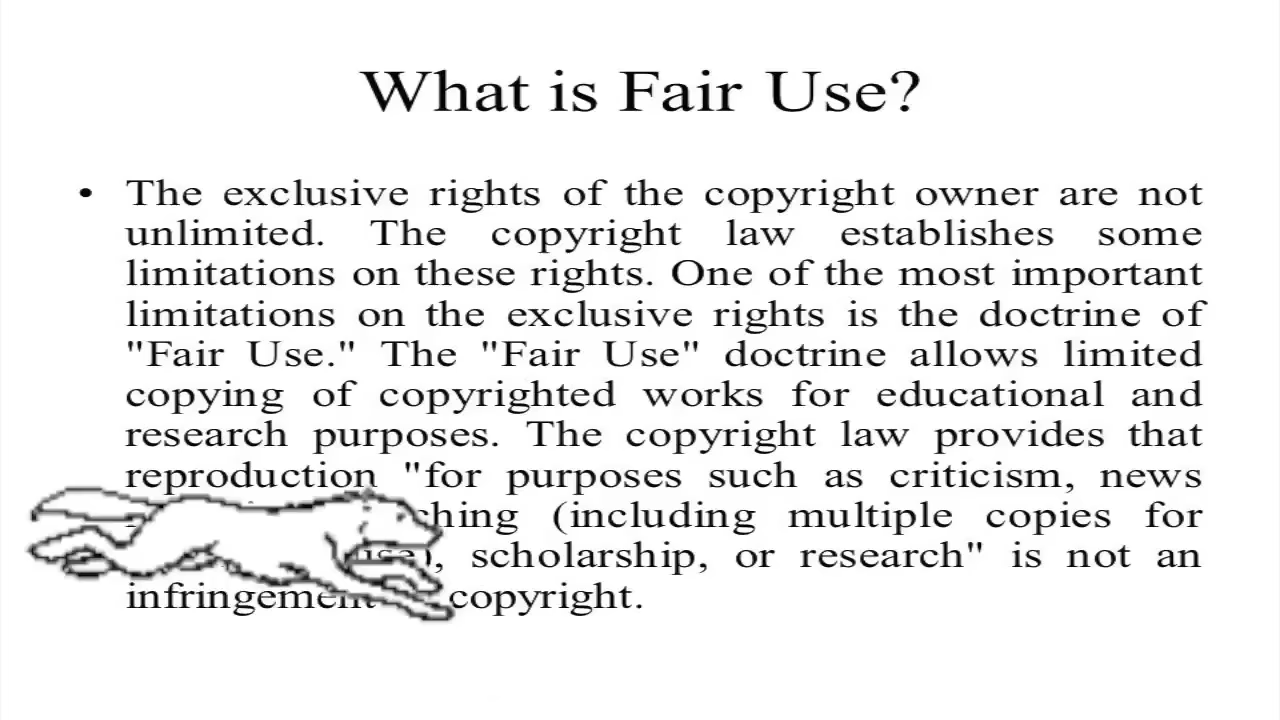 What is Fair Use?
• The exclusive rights of the copyright owner are not
unlimited. The copyright law establishes some
limitations on these rights. One of the most important
limitations on the exclusive rights is the doctrine of
"Fair Use." The "Fair Use" doctrine allows limited
copying of copyrighted works for educational and
research purposes. The copyright law provides that
reproduction "for purposes such as criticism, news
(including multiple copies for
scholarship, or research" is not an
infringement copyright.